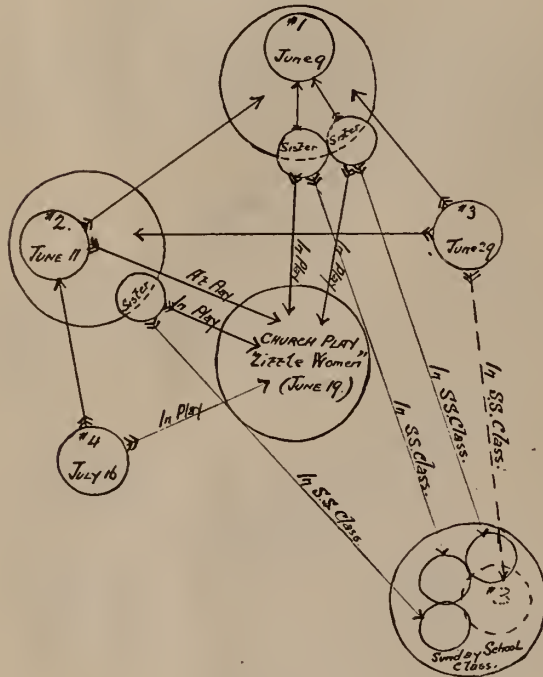 #1
June 9
Sister
Sister
#2.
June 11
Sister
#3
June 29
At Play
In Play
In Play
In Play
Church Play
"Little Women"
(June 19.)
In Play
#4
July 16
In S.S. Class.
In S.S. Class.
In S.S. Class.
In S.S. Class.
#3
Sunday School
Class.